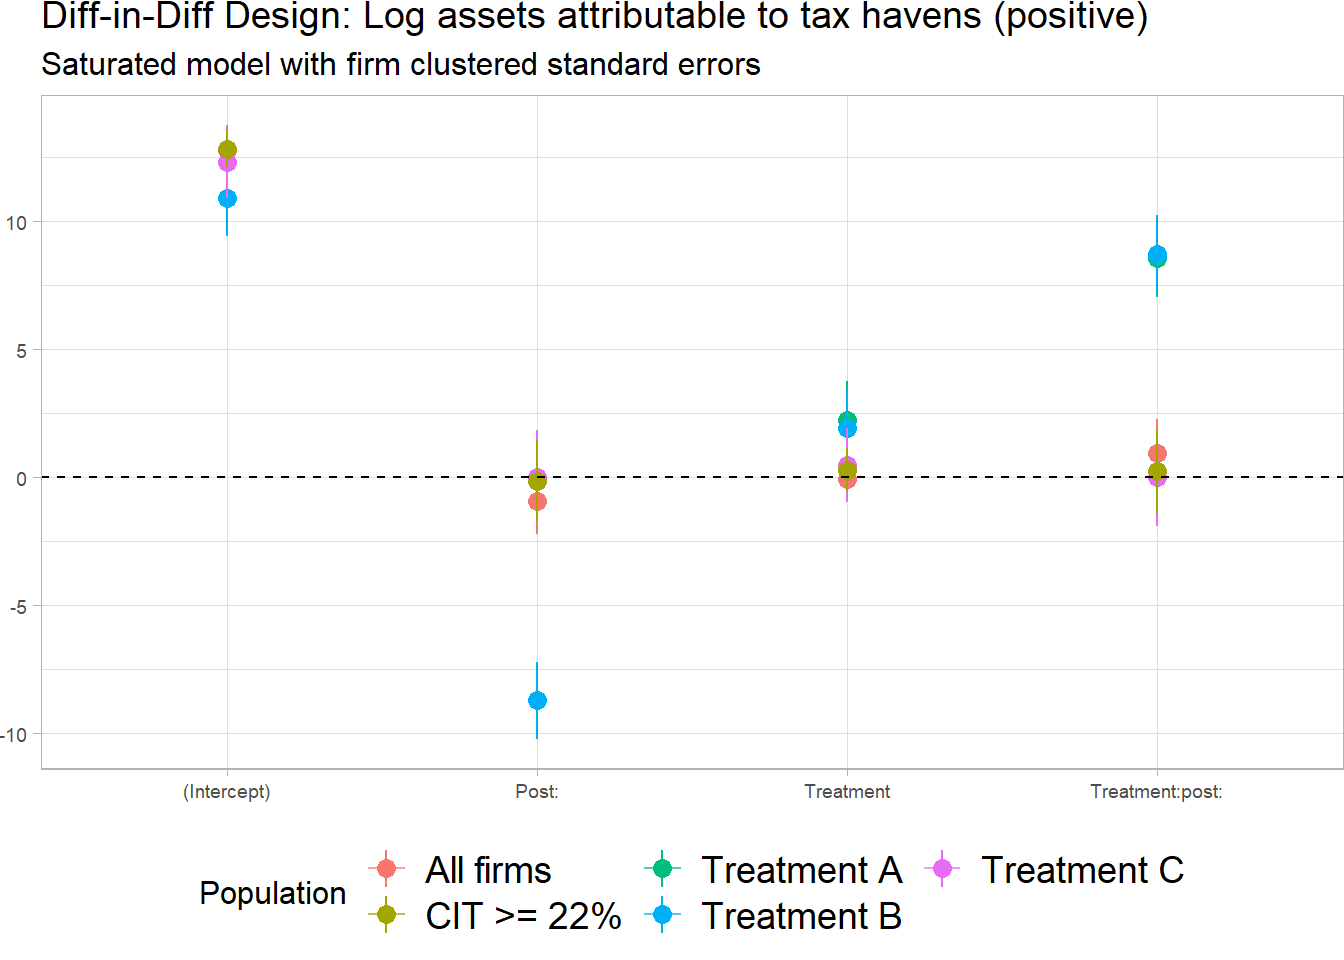 Diff-in-Diff Design: Log assets attributable to tax havens (positive)
Saturated model with firm clustered standard errors
10
5
0
-5
-10
(Intercept) Post: Treatment Treatment:post:
Population
All firms Treatment A Treatment C
CIT >= 22% Treatment B